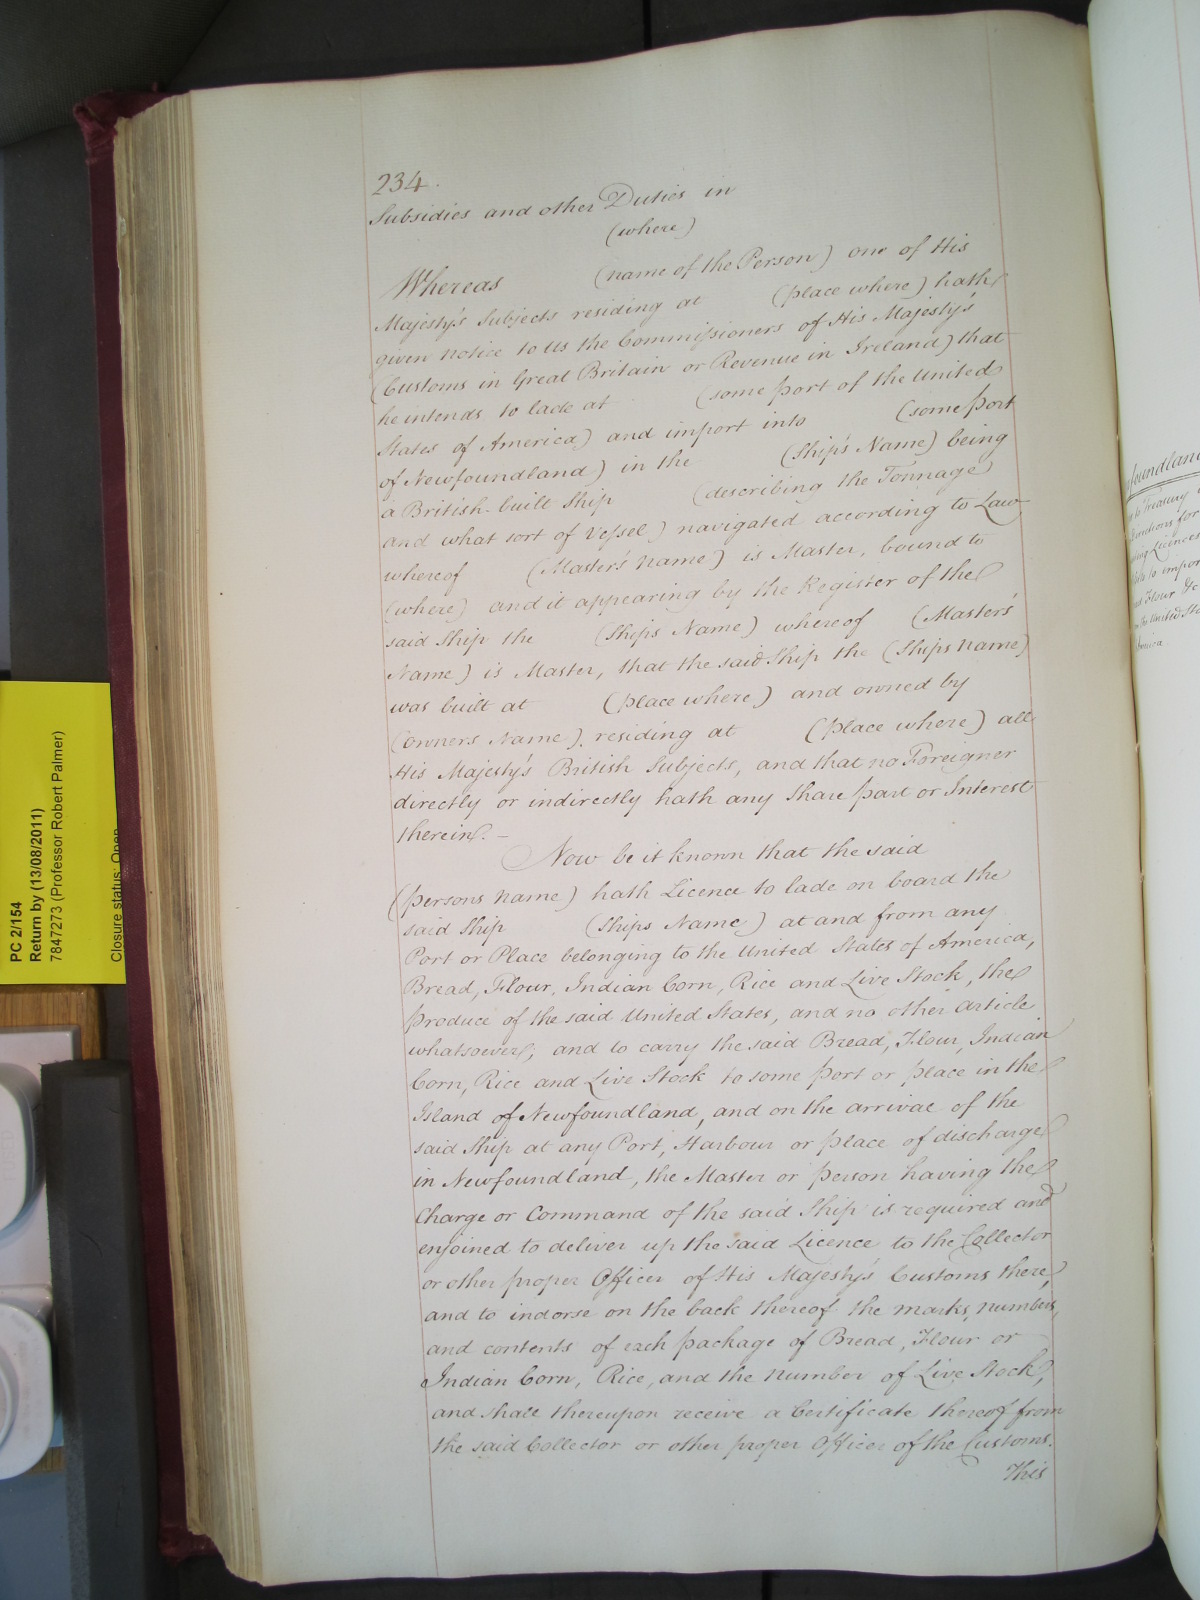 234.
Subsidies and other Duties in
(where)
Whereas (name of the Person) one of His
Majesty's Subjects residing at (place where) hath
given notice to Us the Commissioners of His Majesty's
(Customs in Great Britain or Revenue in Ireland) that
he intends to lade at (some port of the United
States of America) and import into (some port
of Newfoundland) in the (Ship's Name) being
a British-built Ship (describing the Tonnage
and what sort of Vessel) navigated according to Law
whereof (Master's name) is Master, bound to
(where) and it appearing by the Register of the
said Ship the (Ships Name) whereof (Master's
Name) is Master, that the said Ship the (Ships name)
was built at (place where) and owned by
(owners Name), residing at (place where) all
His Majesty's British Subjects, and that no Foreigner
directly or indirectly hath any Share part or Interest
therein. –
Now be it known that the said
(persons name) hath Licence to lade on board the
said Ship (Ships Name) at and from any
Port or Place belonging to the United States of America,
Bread, Flour, Indian Corn, Rice and Live Stock, the
produce of the said United States, and no other article
whatsoever; and to carry the said Bread, Flour, Indian
Corn, Rice and Live Stock to some port or place in the
Island of Newfoundland, and on the arrival of the
said Ship at any Port, Harbour or place of discharge
in Newfoundland, the Master or person having the
Charge or Command of the said Ship is required and
enjoined to deliver up the said Licence to the Collector
or other proper Officer of His Majesty's Customs there,
and to indorse on the back thereof the marks, numbers,
and contents of each package of Bread, Flour or
Indian Corn, Rice, and the number of Live Stock,
and shall thereupon receive a Certificate thereof from
the said Collector or other proper Officer of the Customs.
This
PC 2/154
Return by (13/08/2011)
7847273 (Professor Robert Palmer)
Closure status: Open
foundland
to Treasury
for
Licences
to import
Flour &c
the United Sta